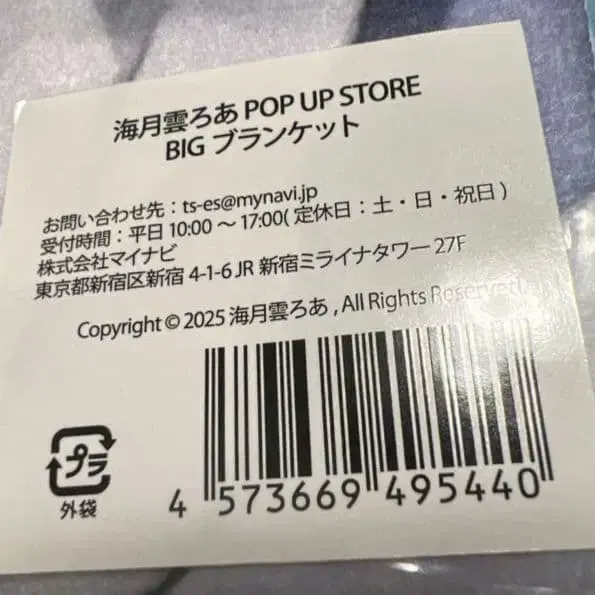 海月雲ろあ POP UP STORE
BIG ブランケット
お問い合わせ先：ts-es@mynavi.jp
受付時間：平日 10:00 〜 17:00( 定休日：土・日・祝日 )
株式会社マイナビ
東京都新宿区新宿 4-1-6 JR 新宿ミライナタワー 27F
Copyright © 2025 海月雲ろあ , All Rights Reserved.
プラ
外袋
4 573669 495440